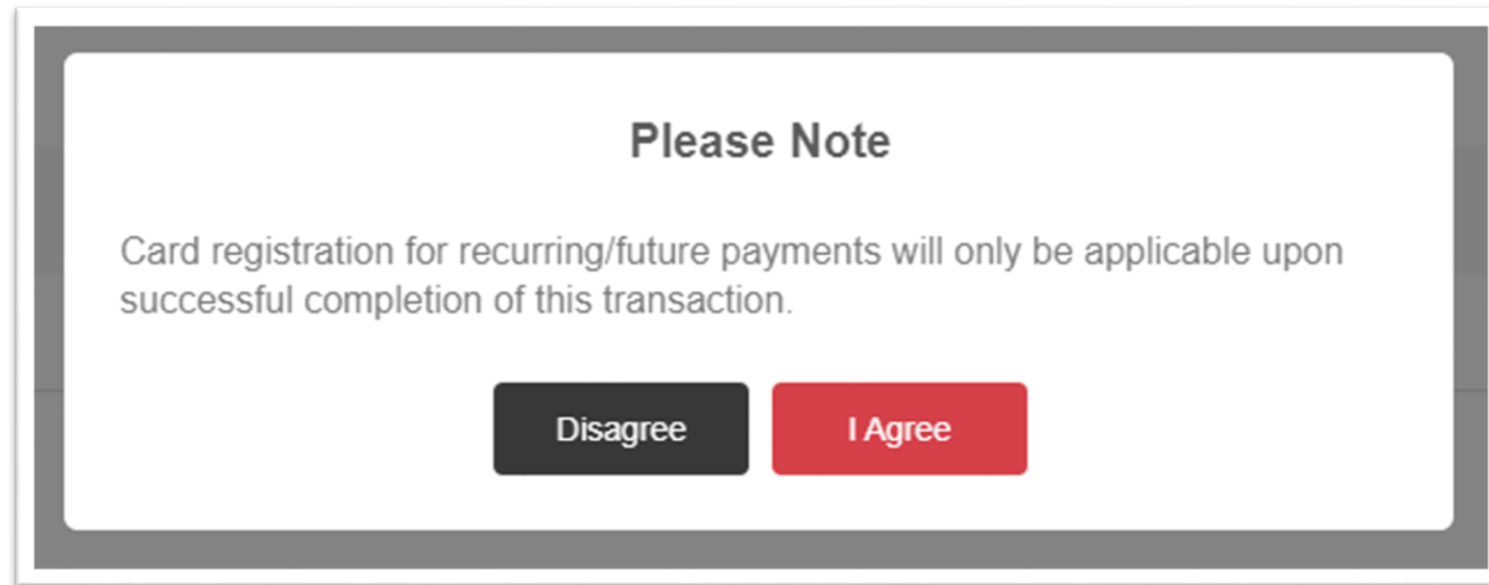 Please Note
Card registration for recurring/future payments will only be applicable upon
successful completion of this transaction.
Disagree
I Agree